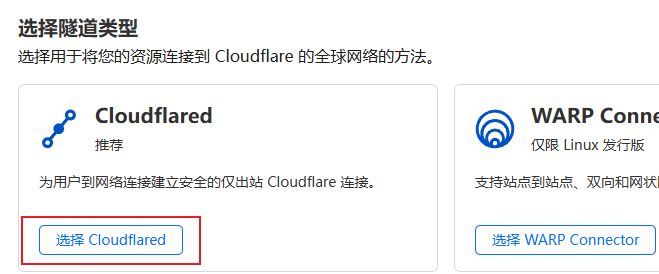 选择隧道类型
选择用于将您的资源连接到 Cloudflare 的全球网络的方法。
Cloudflared
推荐
为用户到网络连接建立安全的仅出站 Cloudflare 连接。
选择 Cloudflared
WARP Conne
仅限 Linux 发行版
支持站点到站点、双向和网状
选择 WARP Connector